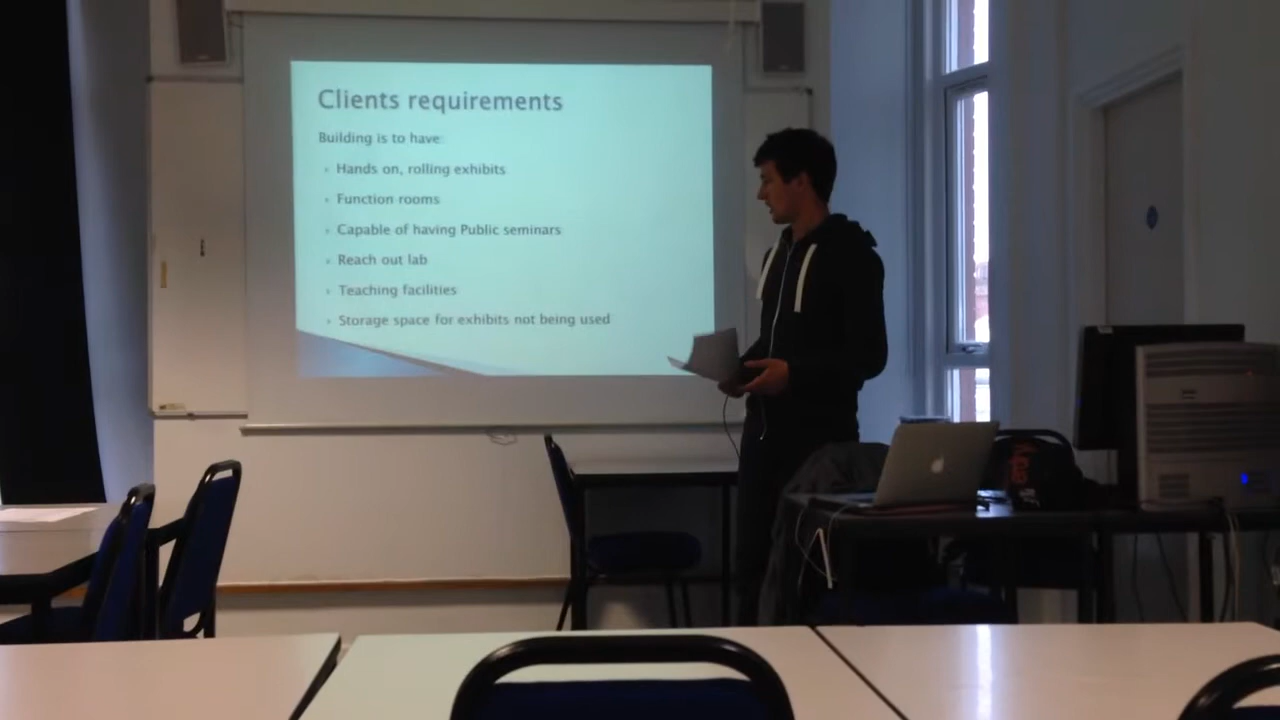 Clients requirements
Building is to have:
Hands on, rolling exhibits
Function rooms
Capable of having Public seminars
Reach out lab
Teaching facilities
Storage space for exhibits not being used